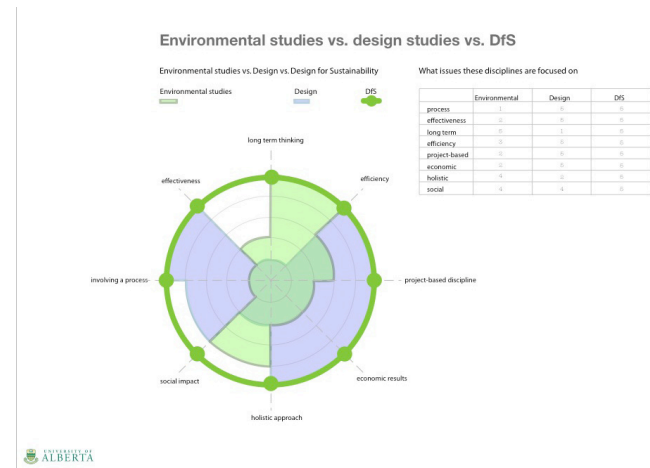 Environmental studies vs. design studies vs. DfS
Environmental studies vs. Design vs. Design for Sustainability
What issues these disciplines are focused on
Environmental studies
Design
DfS
Environmental Design DfS
process
effectiveness
long term
efficiency
project-based
economic
holistic
social 4 4
long term thinking
effectiveness
efficiency
involving a process
project-based discipline
social impact
economic results
holistic approach
UNIVERSITY OF
ALBERTA